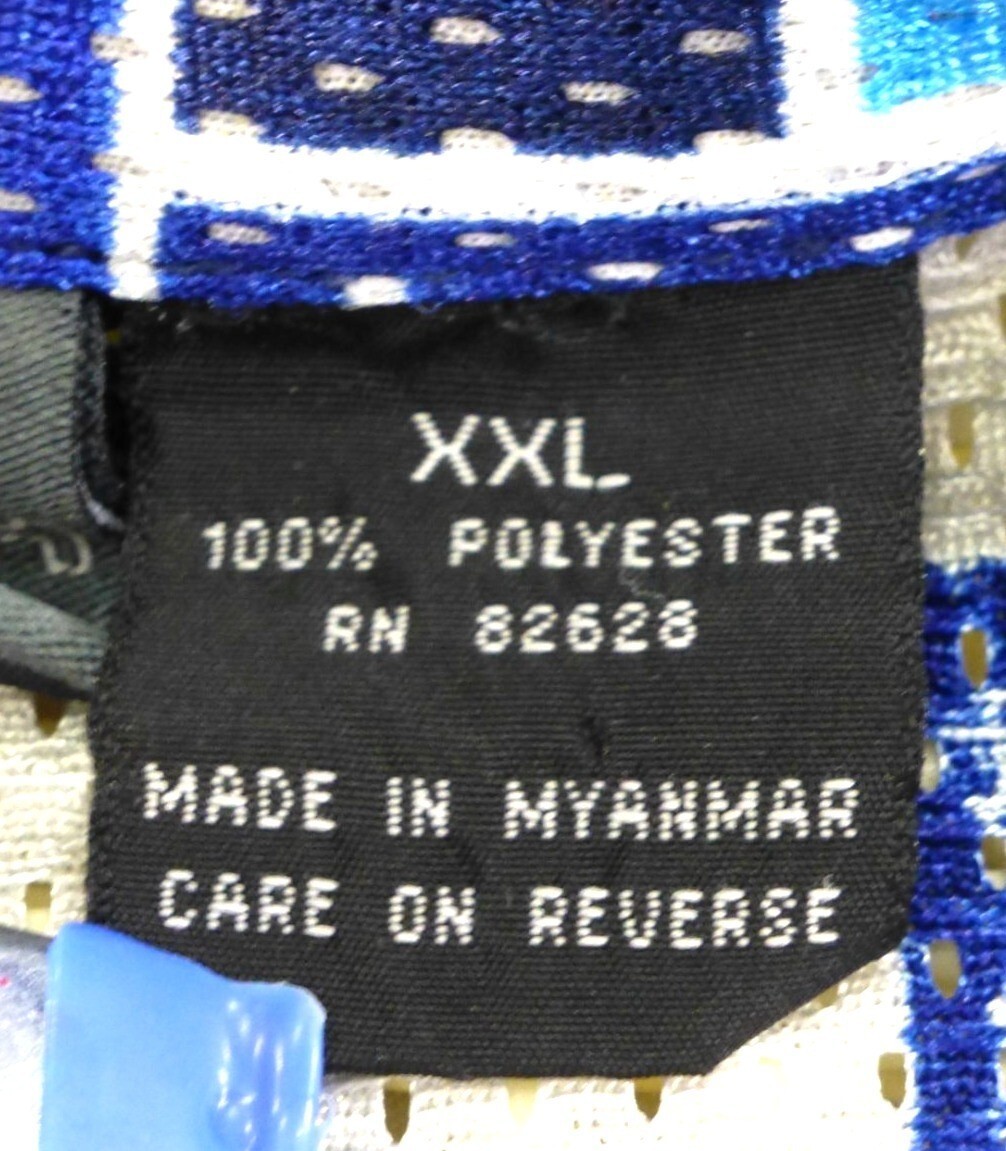 XXL
100% POLYESTER
RN 82628
MADE IN MYANMAR
CARE ON REVERSE